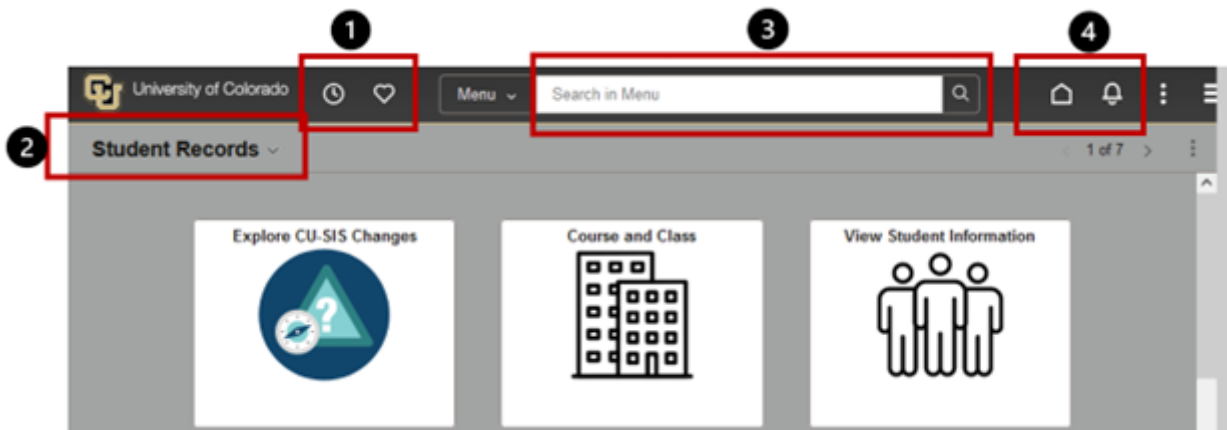 1
3
4
CU University of Colorado
Menu
Search in Menu
2
Student Records
1 of 7
Explore CU-SIS Changes
Course and Class
View Student Information
?